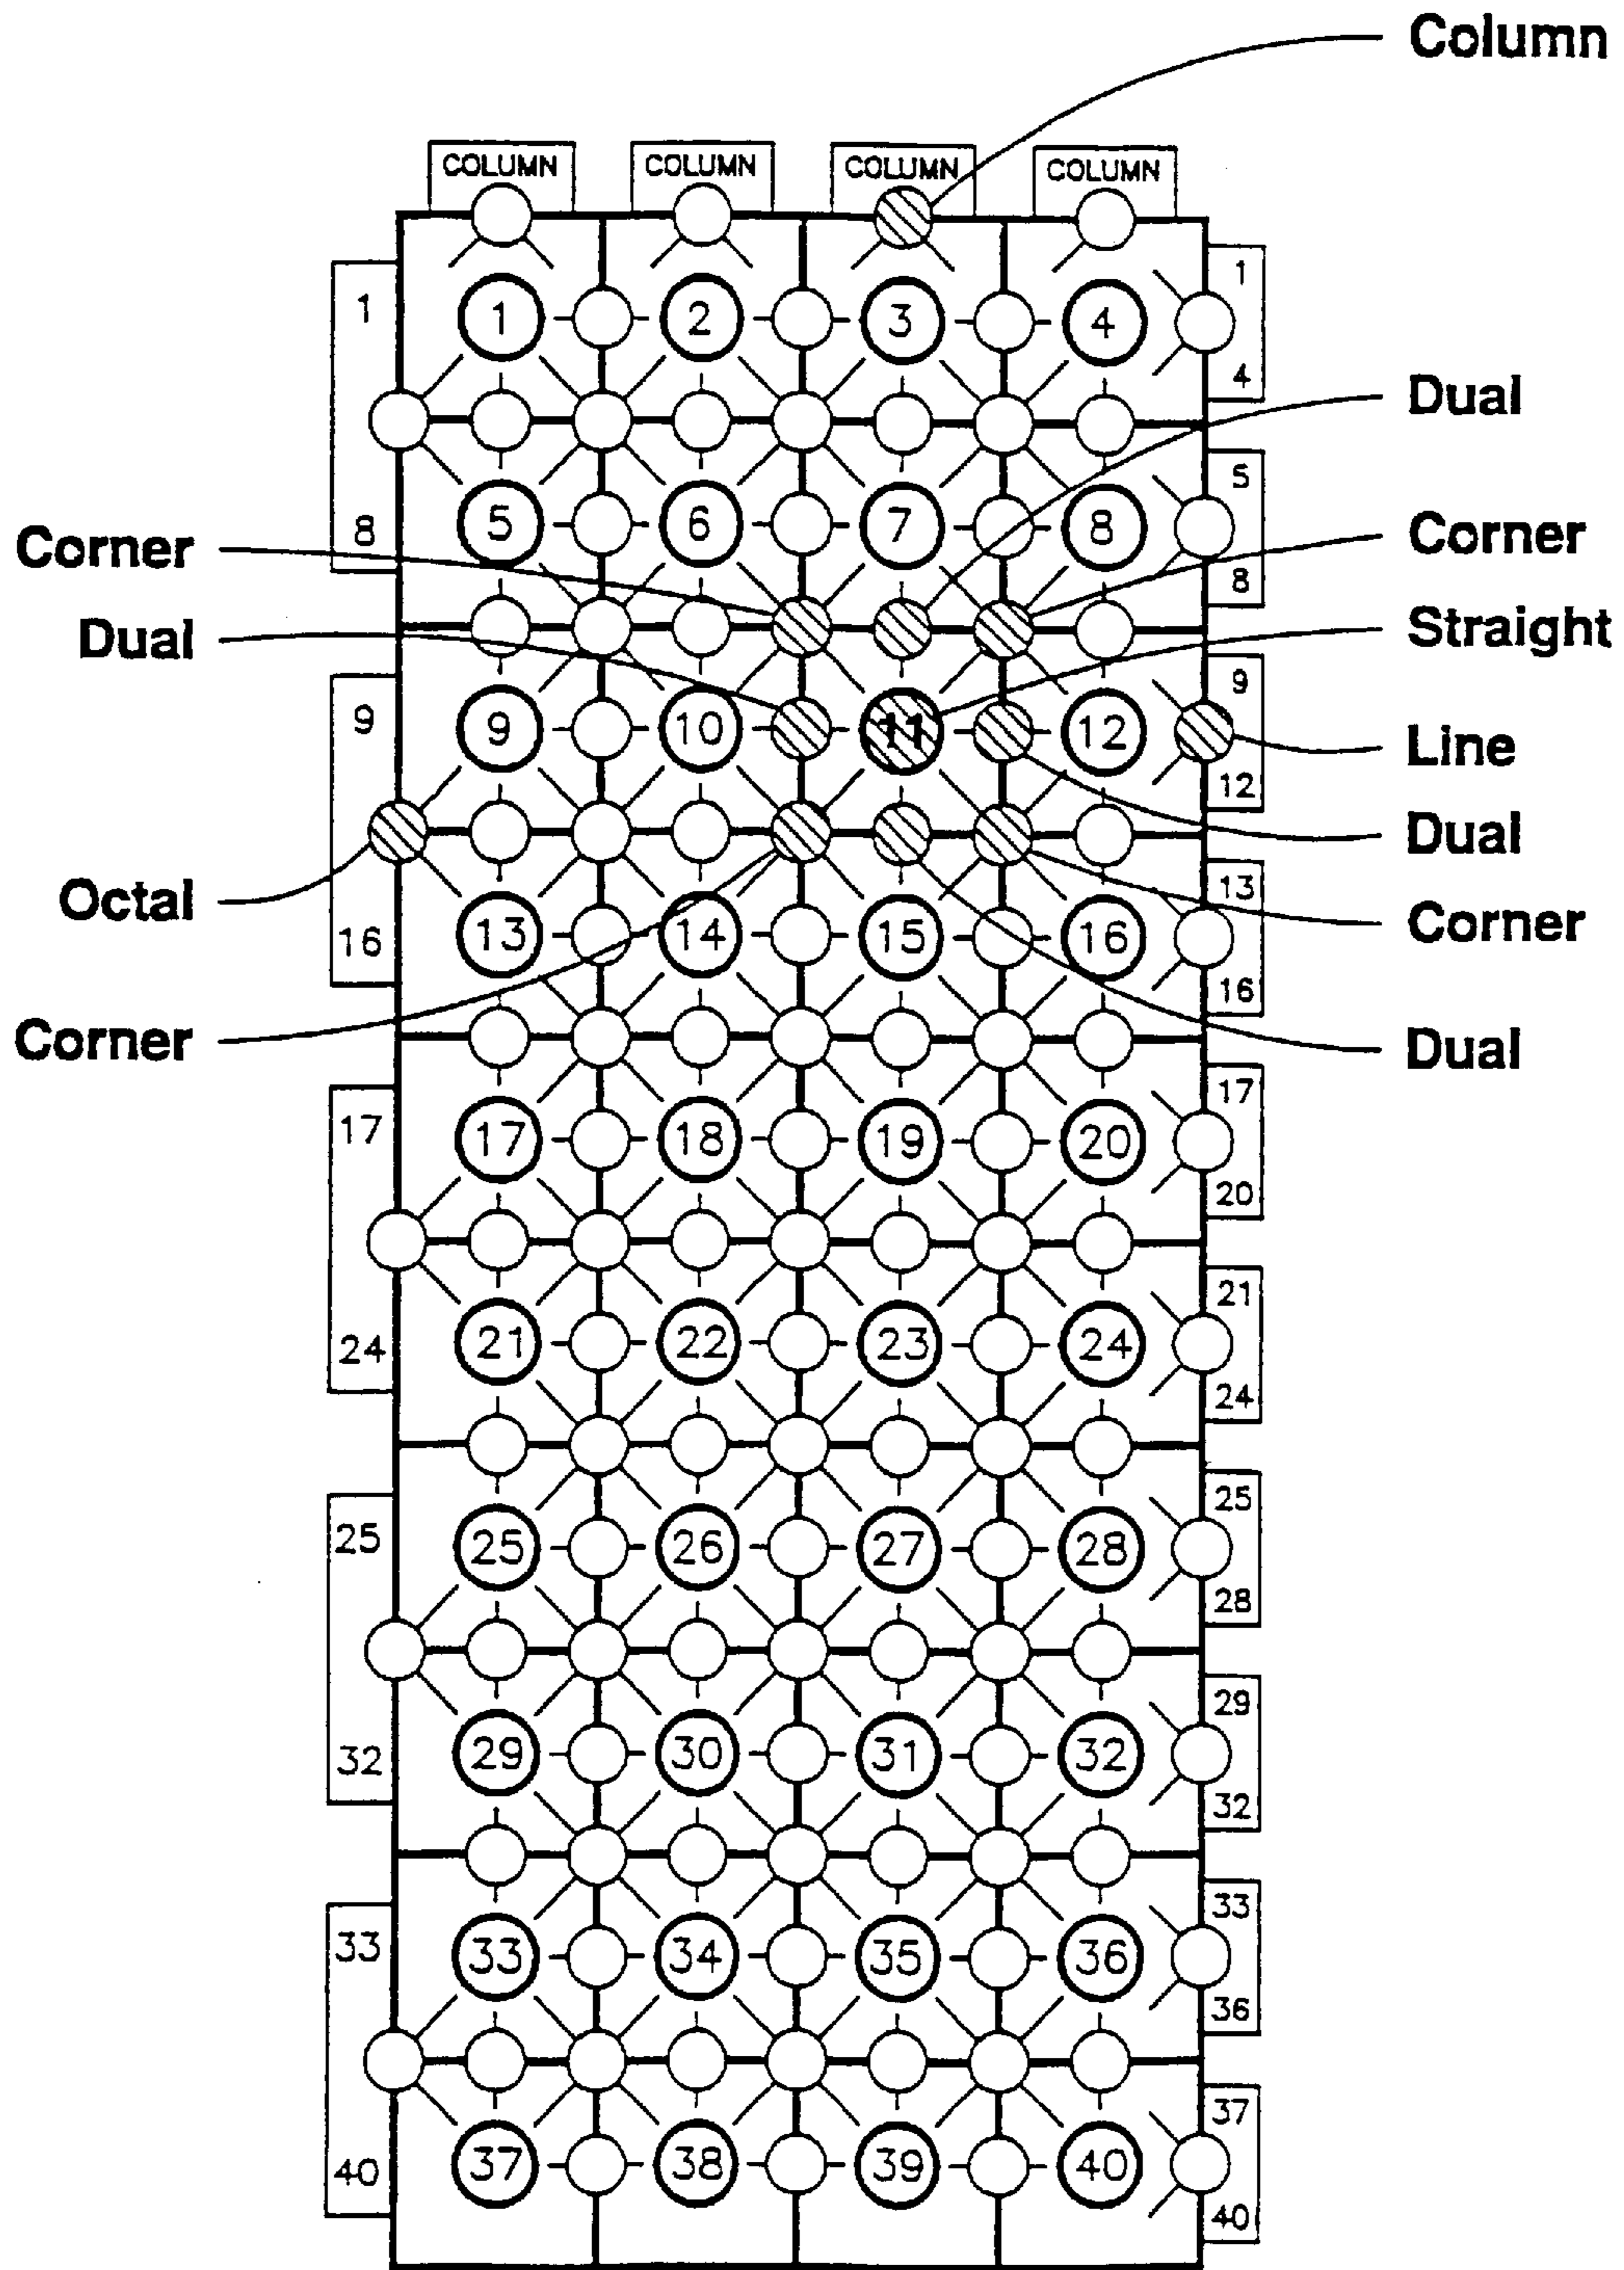 Column
COLUMN COLUMN COLUMN COLUMN
1 1 2 3 4 1
4
Dual
5 6 7 8 5
8 8
Corner
Corner
Dual
Straight
9 9 10 11 12 9
12
Line
Dual
Octal
13 14 15 16 13
16 16
Corner
Corner
Dual
17 17 18 19 20 17
20
21 22 23 24 21
24 24
25 25 26 27 28 25
28
29 30 31 32 29
32 32
33 33 34 35 36 33
36
37 38 39 40 37
40 40